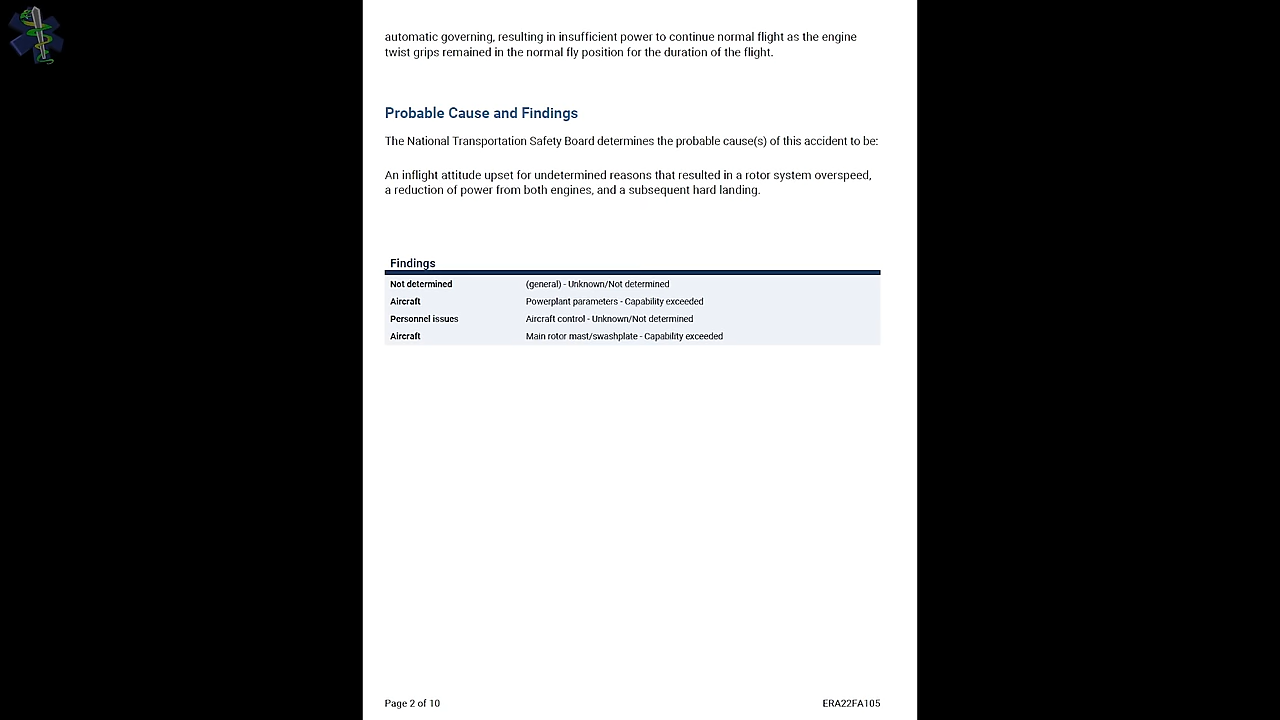 automatic governing, resulting in insufficient power to continue normal flight as the engine
twist grips remained in the normal fly position for the duration of the flight.
Probable Cause and Findings
The National Transportation Safety Board determines the probable cause(s) of this accident to be:
An inflight attitude upset for undetermined reasons that resulted in a rotor system overspeed,
a reduction of power from both engines, and a subsequent hard landing.
Findings
Not determined (general) - Unknown/Not determined
Aircraft Powerplant parameters - Capability exceeded
Personnel issues Aircraft control - Unknown/Not determined
Aircraft Main rotor mast/swashplate - Capability exceeded
Page 2 of 10 ERA22FA105